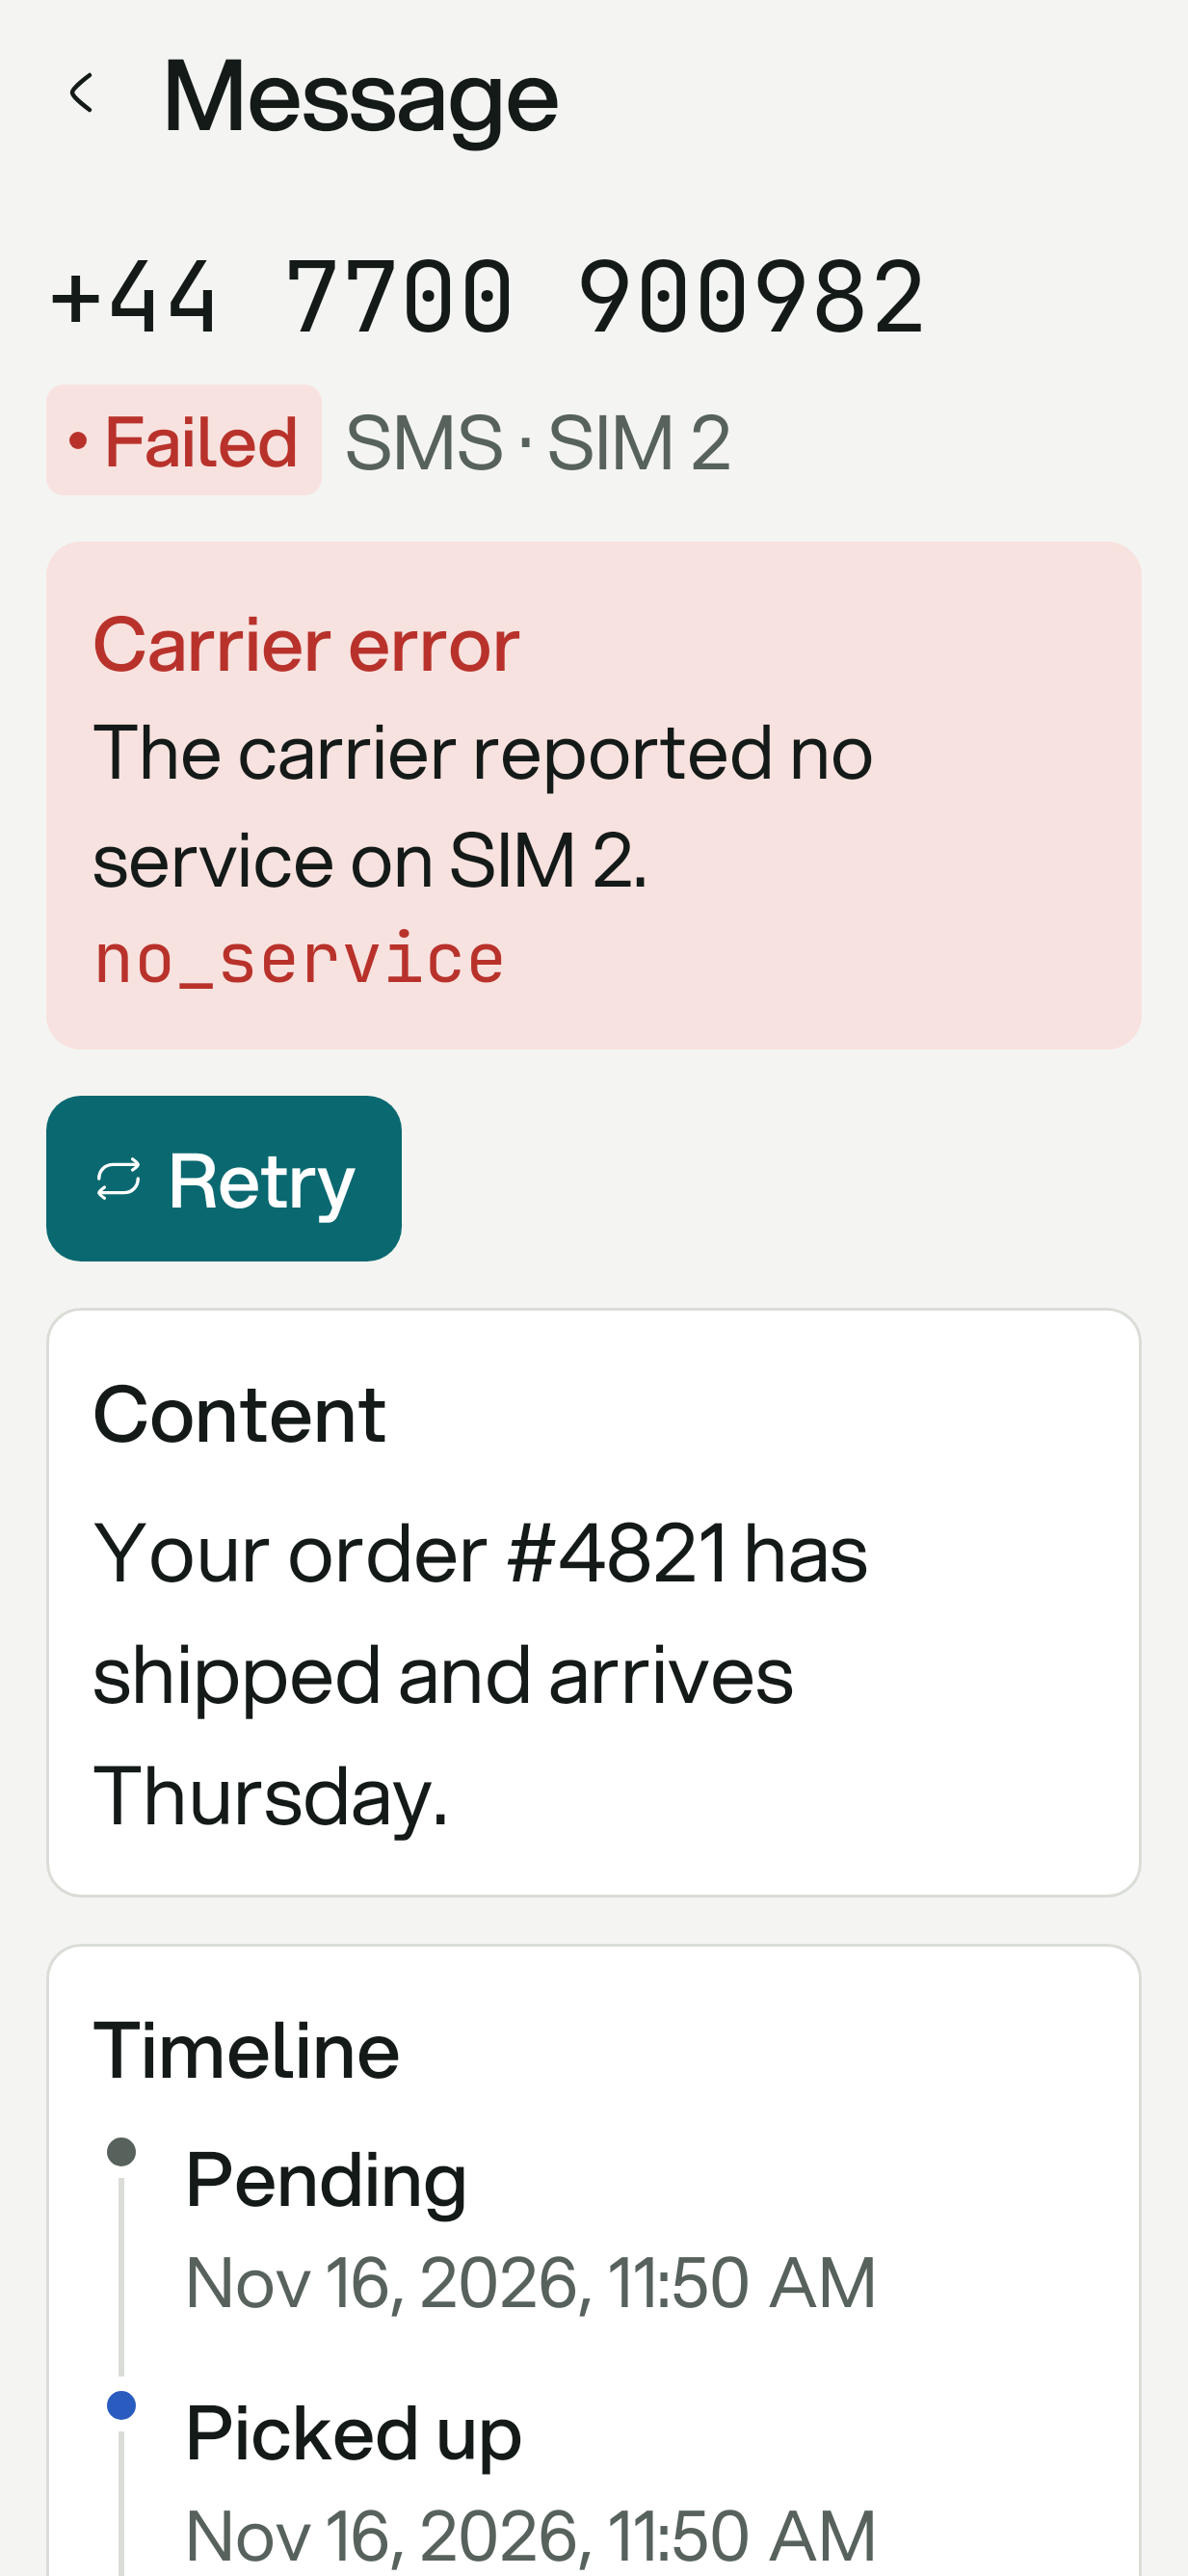 Message
+44 7700 900982
• Failed SMS · SIM 2
Carrier error
The carrier reported no
service on SIM 2.
no_service
Retry
Content
Your order #4821 has
shipped and arrives
Thursday.
Timeline
Pending
Nov 16, 2026, 11:50 AM
Picked up
Nov 16, 2026, 11:50 AM